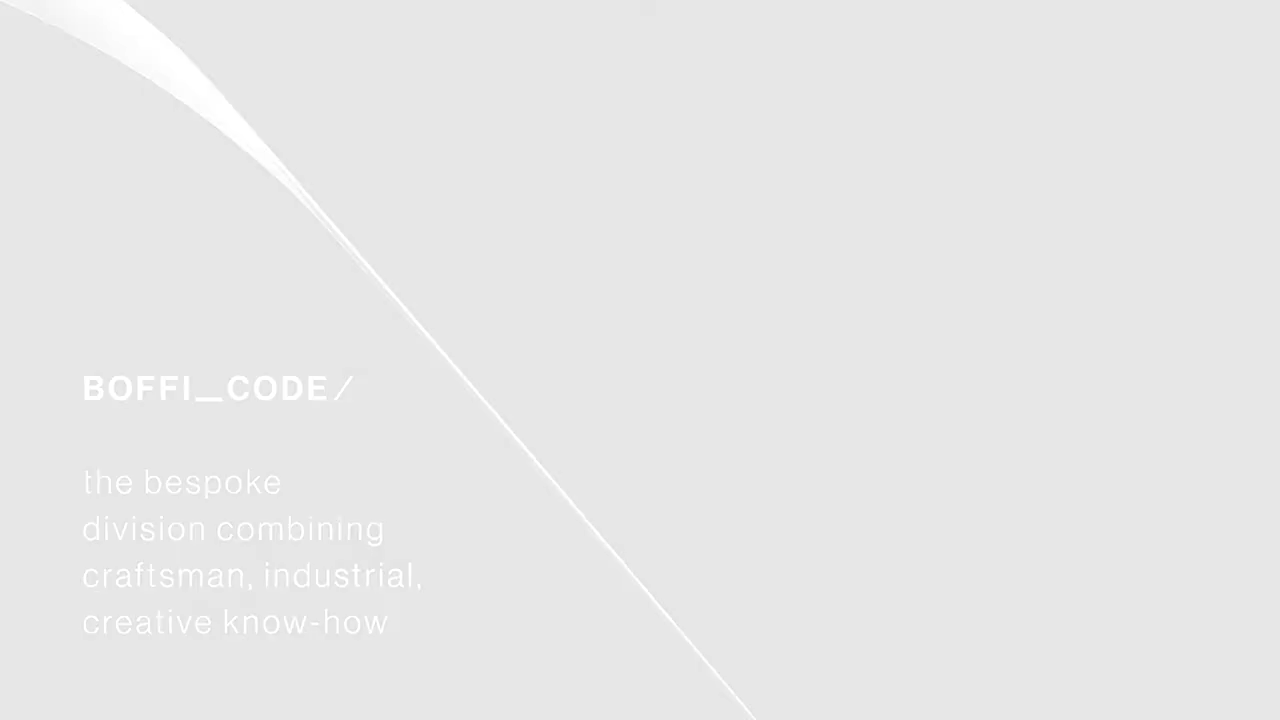 BOFFI_CODE/
the bespoke
division combining
craftsman, industrial,
creative know-how